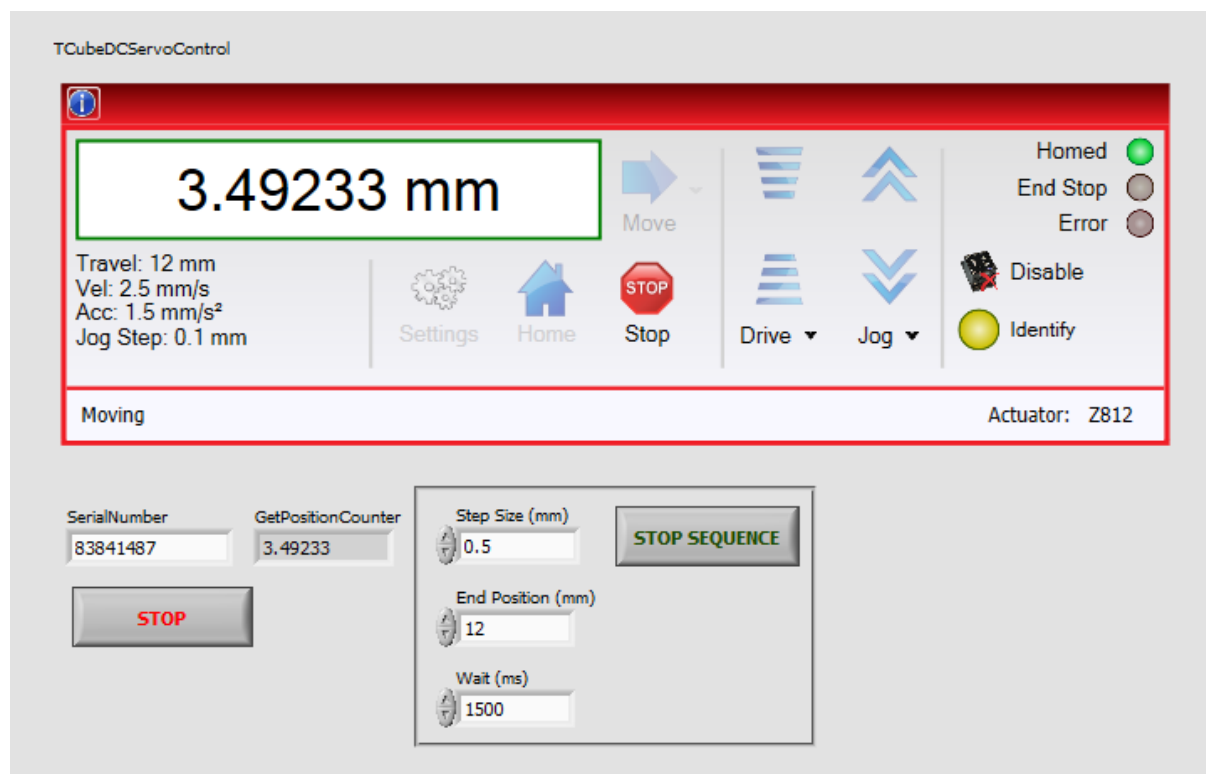 TCubeDCServoControl
3.49233 mm
Move
Homed
End Stop
Error
Travel: 12 mm
Vel: 2.5 mm/s
Acc: 1.5 mm/s²
Jog Step: 0.1 mm
Settings
Home
STOP
Stop
Drive
Jog
Disable
Identify
Moving
Actuator: Z812
SerialNumber
83841487
GetPositionCounter
3.49233
STOP
Step Size (mm)
0.5
STOP SEQUENCE
End Position (mm)
12
Wait (ms)
1500